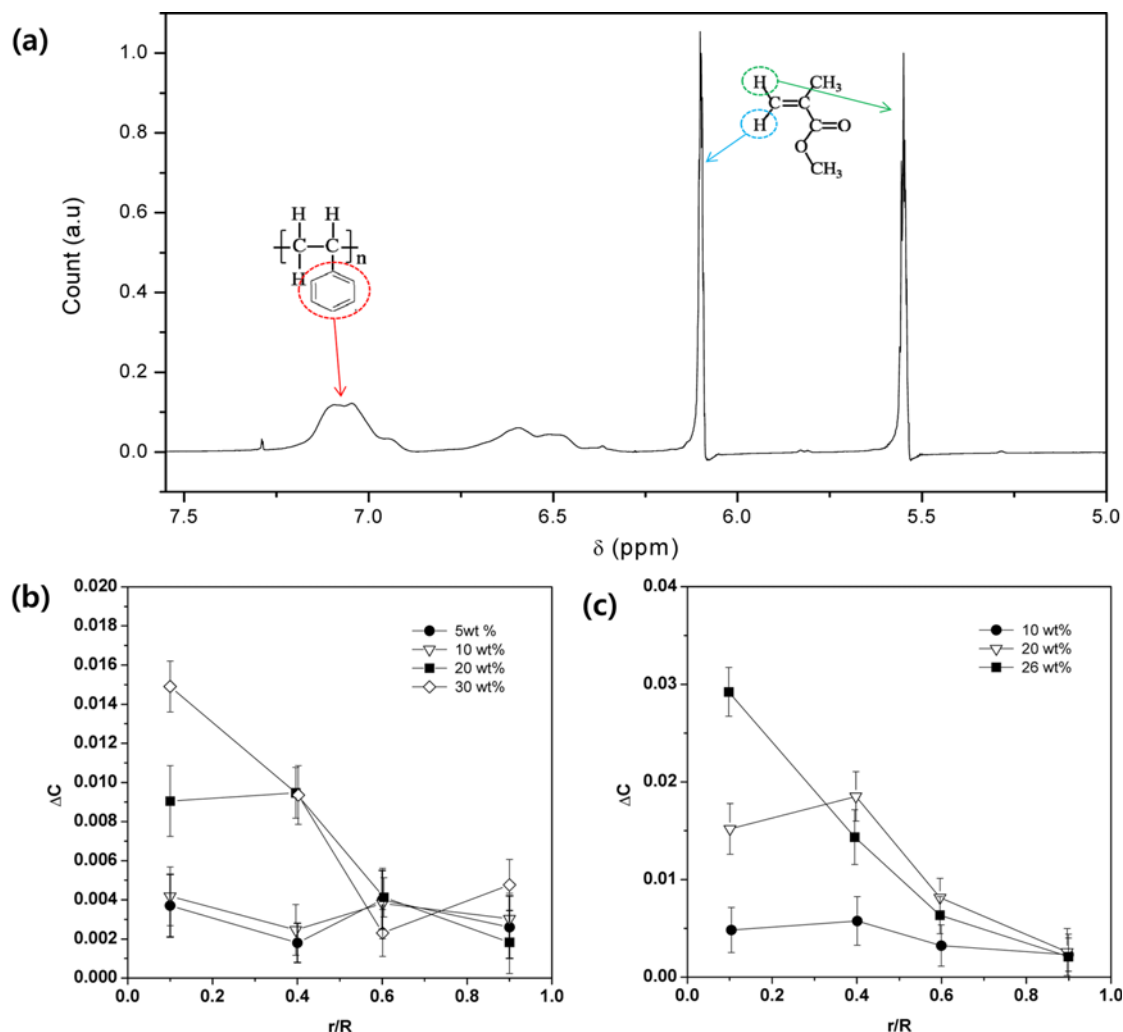 (a)
1.0
0.8
0.6
0.4
0.2
0.0
Count (a.u)
7.5 7.0 6.5 6.0 5.5 5.0
δ (ppm)
H H
C C
n
H
H CH₃
C=C
H C=O
O
CH₃
(b)
0.020
0.018
0.016
0.014
0.012
0.010
0.008
0.006
0.004
0.002
0.000
ΔC
0.0 0.2 0.4 0.6 0.8 1.0
r/R
5wt %
10 wt%
20 wt%
30 wt%
(c)
0.04
0.03
0.02
0.01
0.00
ΔC
0.0 0.2 0.4 0.6 0.8 1.0
r/R
10 wt%
20 wt%
26 wt%